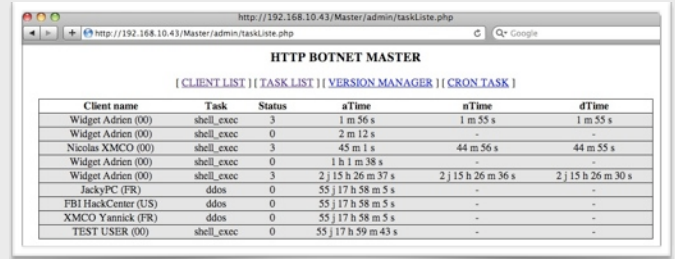 http://192.168.10.43/Master/admin/taskListe.php
http://192.168.10.43/Master/admin/taskListe.php Google
HTTP BOTNET MASTER
[ CLIENT LIST ] [ TASK LIST ] [ VERSION MANAGER ] [ CRON TASK ]
Client name Task Status aTime nTime dTime
Widget Adrien (00) shell_exec 3 1 m 56 s 1 m 55 s 1 m 55 s
Widget Adrien (00) shell_exec 0 2 m 12 s - -
Nicolas XMCO (00) shell_exec 3 45 m 1 s 44 m 56 s 44 m 55 s
Widget Adrien (00) shell_exec 0 1 h 1 m 38 s - -
Widget Adrien (00) shell_exec 3 2 j 15 h 26 m 37 s 2 j 15 h 26 m 36 s 2 j 15 h 26 m 30 s
JackyPC (FR) ddos 0 55 j 17 h 58 m 5 s - -
FBI HackCenter (US) ddos 0 55 j 17 h 58 m 5 s - -
XMCO Yannick (FR) ddos 0 55 j 17 h 58 m 5 s - -
TEST USER (00) shell_exec 0 55 j 17 h 59 m 43 s - -